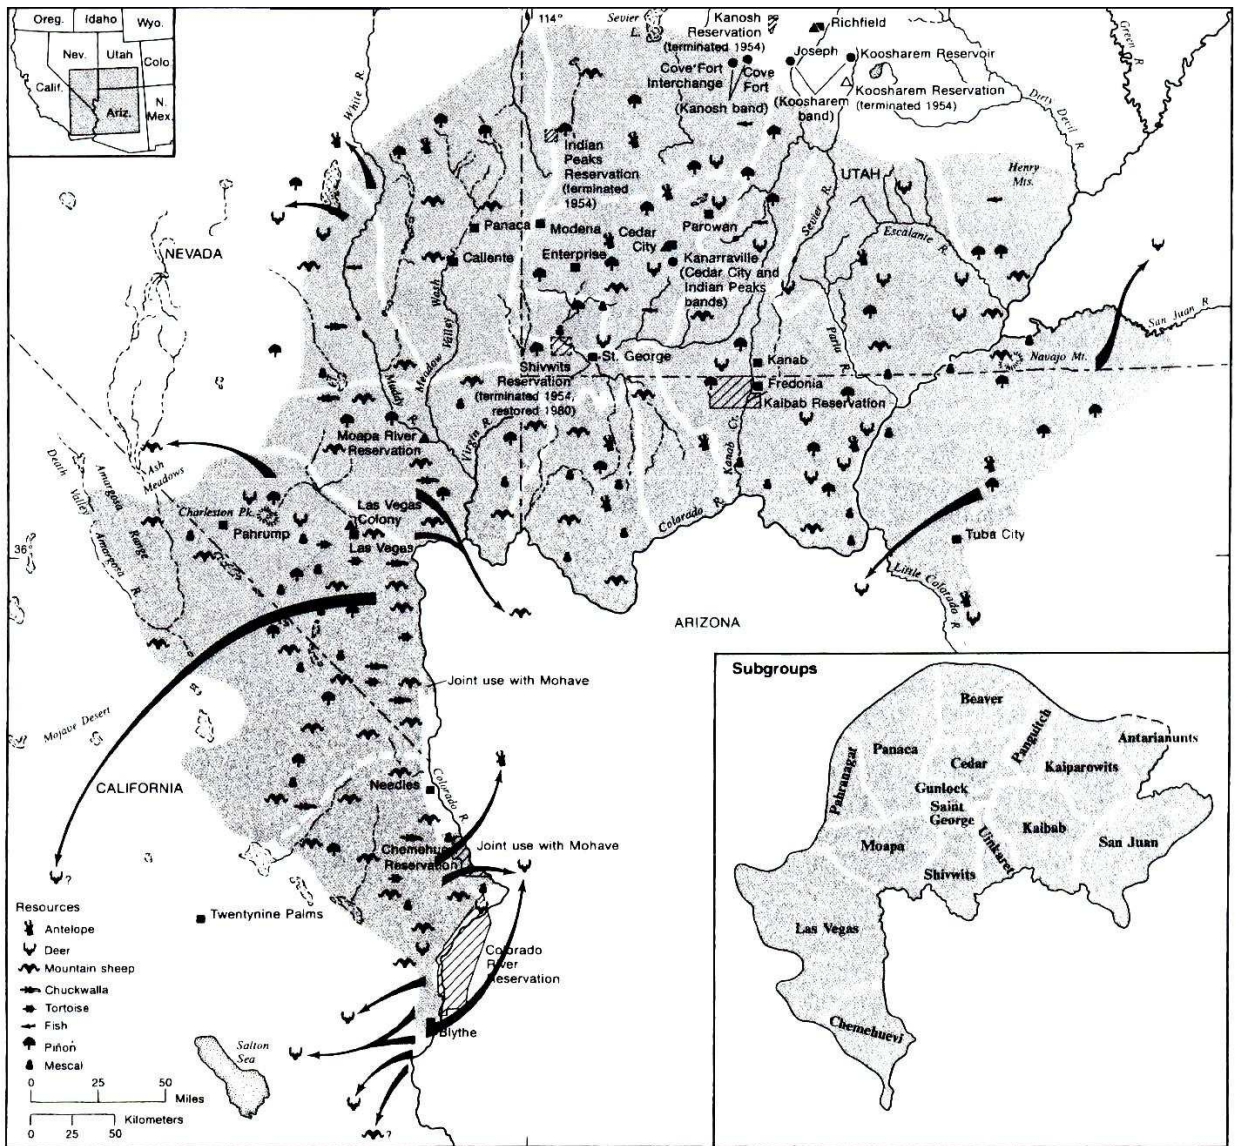 Oreg.
Idaho
Wyo.
Nev.
Utah
Colo.
Calif.
Ariz.
N.
Mex.
114°
Sevier
L.
Kanosh
Reservation
(terminated
1954)
Richfield
Joseph
Koosharem Reservoir
Cove Fort
Interchange
Cove
Fort
(Kanosh band)
(Koosharem
band)
Koosharem Reservation
(terminated 1954)
Green R.
Dirty Devil R.
White R.
Indian
Peaks
Reservation
(terminated
1954)
UTAH
Henry
Mts.
Sevier R.
Escalante R.
NEVADA
Panaca
Modena
Parowan
Cedar
City
Caliente
Enterprise
Kanarraville
(Cedar City and
Indian Peaks
bands)
Meadow Valley Wash
Paria R.
San Juan R.
Navajo Mt.
St. George
Kanab
Shivwits
Reservation
(terminated 1954,
restored 1980)
Fredonia
Kaibab Reservation
Muddy R.
Moapa River
Reservation
Virgin R.
Kanab Cr.
Death
Valley
Amargosa
Range
Ash
Meadows
Amargosa
R.
Charleston Pk.
Pahrump
Las Vegas
Colony
Las Vegas
Colorado R.
Tuba City
36°
Little Colorado
R.
ARIZONA
Joint use with Mohave
Mojave Desert
CALIFORNIA
Needles
Colorado R.
Chemehuevi
Reservation
Joint use with Mohave
?
Twentynine Palms
Colorado
River
Reservation
Blythe
Salton
Sea
?
Resources
Antelope
Deer
Mountain sheep
Chuckwalla
Tortoise
Fish
Piñon
Mescal
0 25 50
Miles
Kilometers
0 25 50
Subgroups
Beaver
Panguitch
Antarianunts
Panaca
Pahranagat
Cedar
Kaiparowits
Gunlock
Saint
George
Uinkaret
Kaibab
San Juan
Moapa
Shivwits
Las Vegas
Chemehuevi